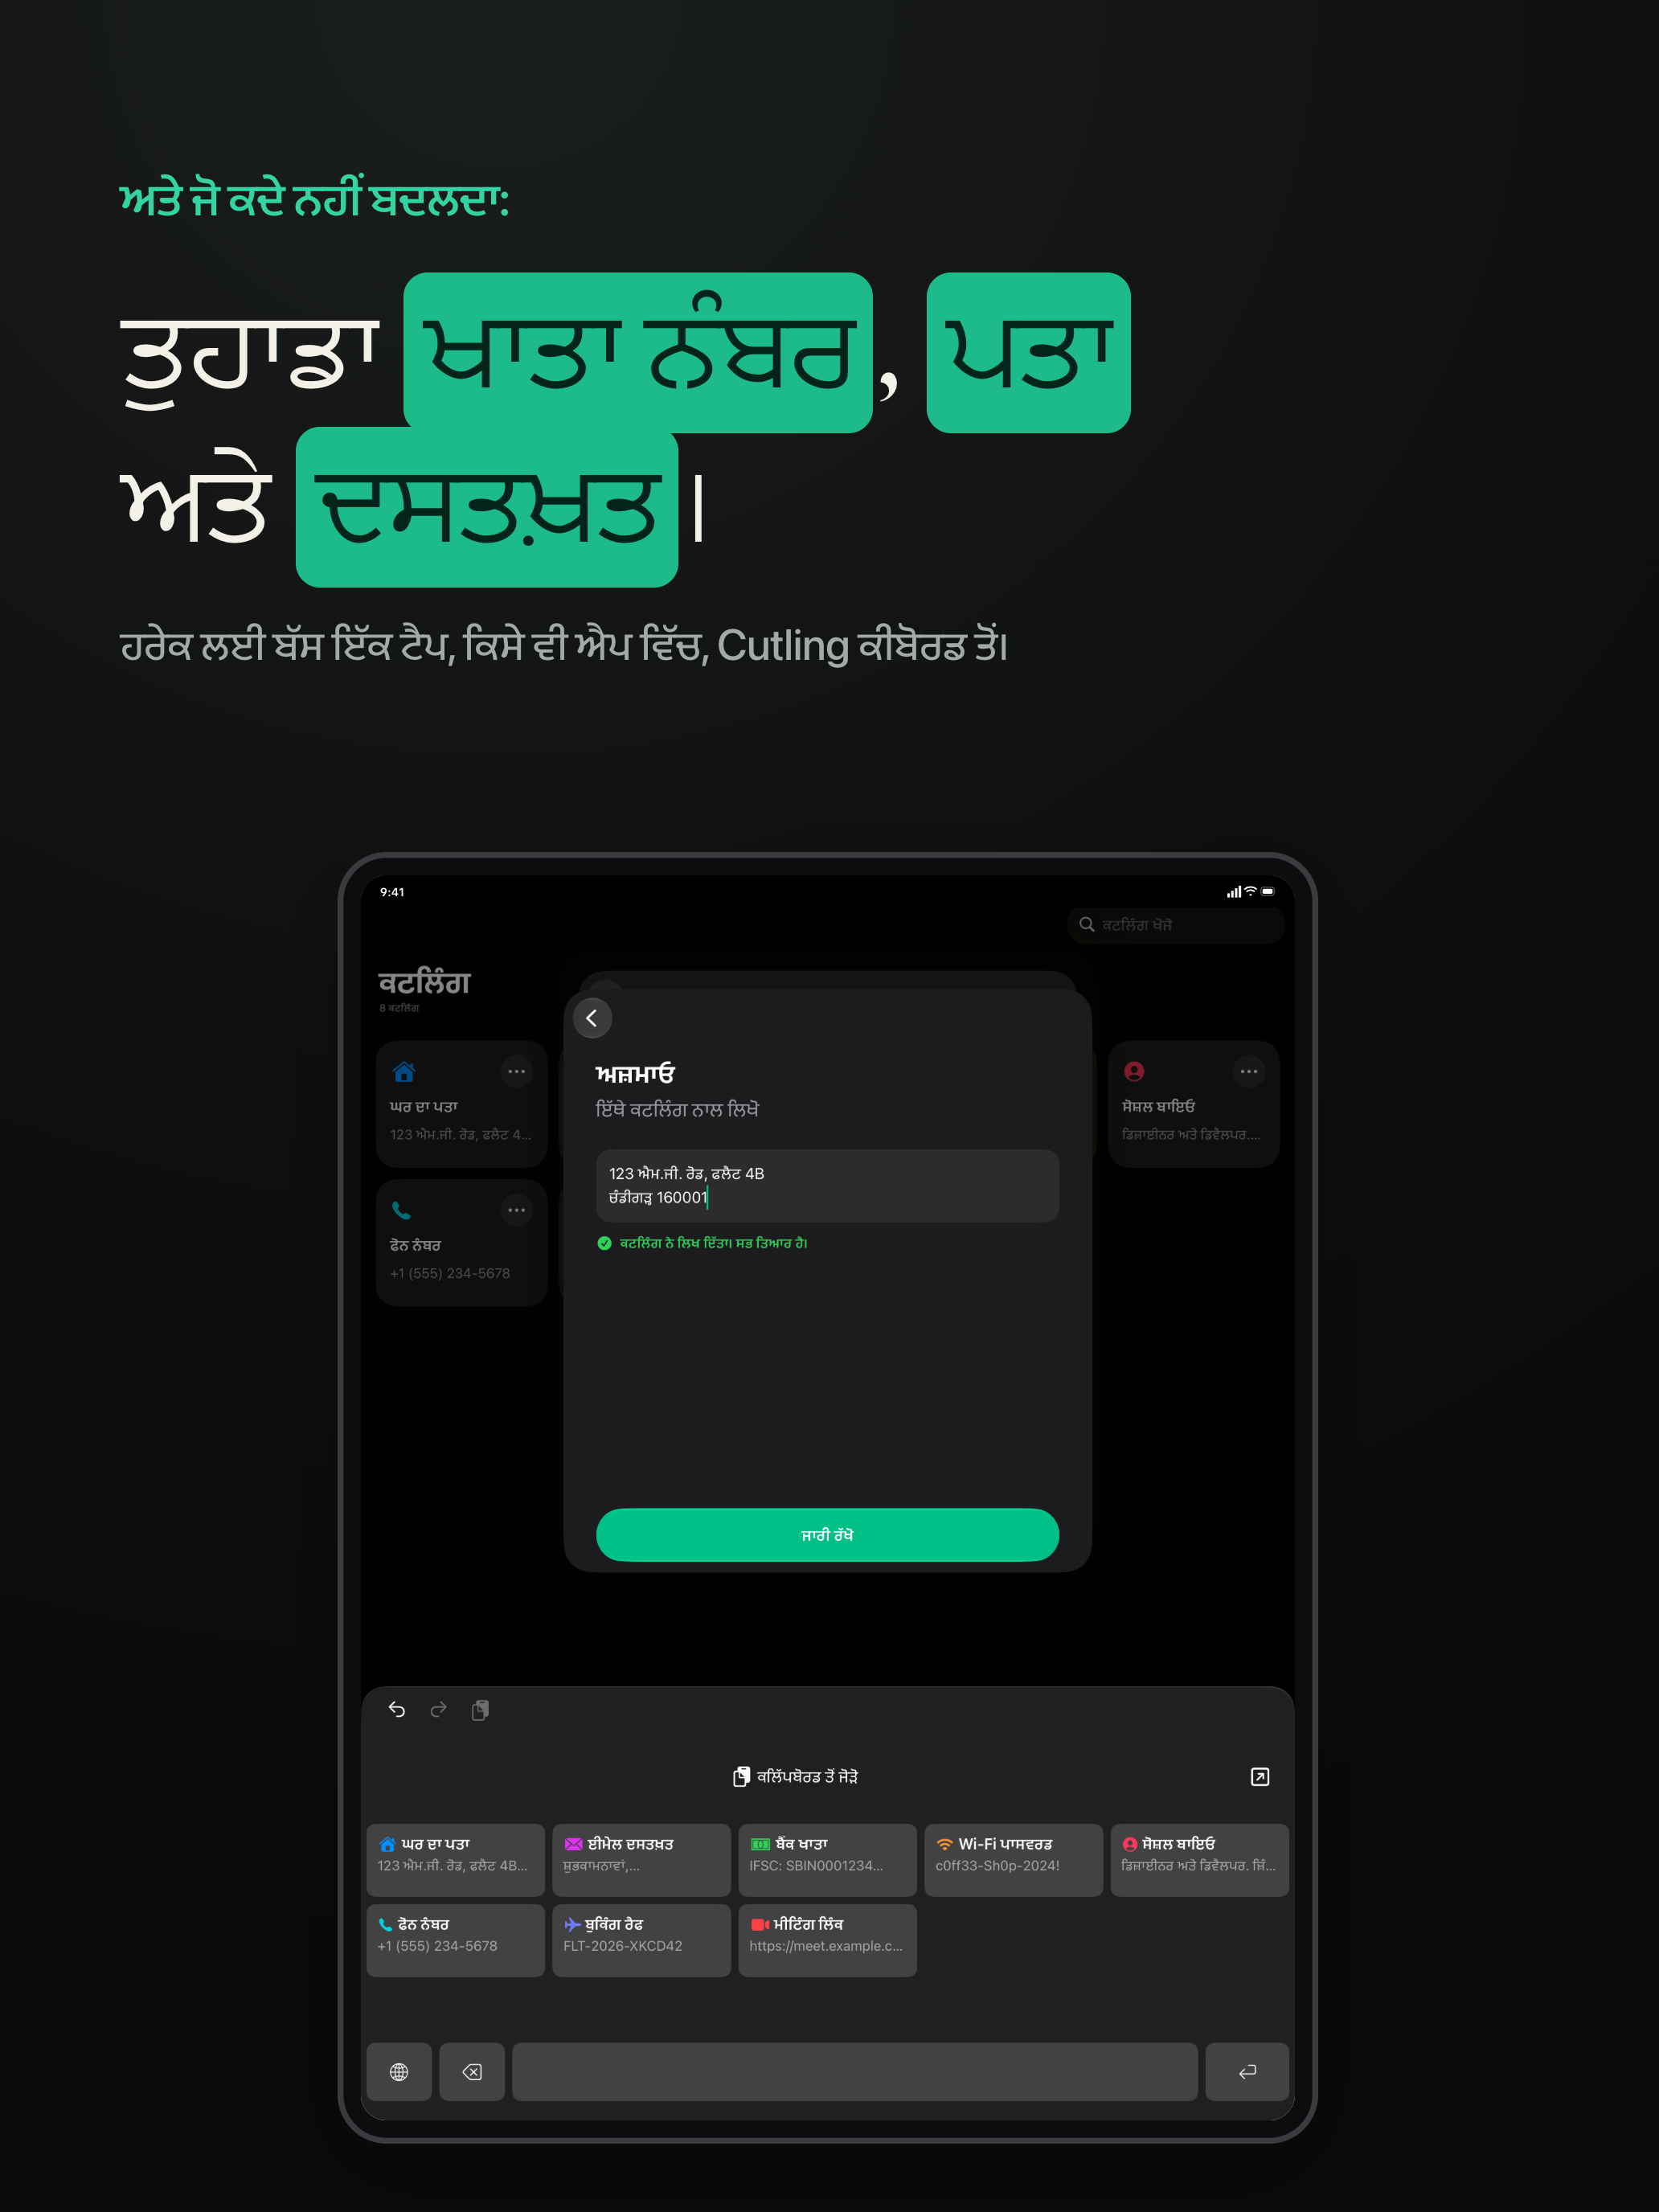 ਅਤੇ ਜੋ ਕਦੇ ਨਹੀਂ ਬਦਲਦਾ:
ਤੁਹਾਡਾ ਖਾਤਾ ਨੰਬਰ, ਪਤਾ
ਅਤੇ ਦਸਤਖ਼ਤ।
ਹਰੇਕ ਲਈ ਬੱਸ ਇੱਕ ਟੈਪ, ਕਿਸੇ ਵੀ ਐਪ ਵਿੱਚ, Cutling ਕੀਬੋਰਡ ਤੋਂ।
9:41
ਕਟਲਿੰਗ ਖੋਜੋ
ਕਟਲਿੰਗ
8 ਕਟਲਿੰਗ
ਘਰ ਦਾ ਪਤਾ
123 ਐਮ.ਜੀ. ਰੋਡ, ਫਲੈਟ 4...
ਸੋਸ਼ਲ ਬਾਇਓ
ਡਿਜ਼ਾਈਨਰ ਅਤੇ ਡਿਵੈਲਪਰ....
ਫੋਨ ਨੰਬਰ
+1 (555) 234-5678
ਅਜ਼ਮਾਓ
ਇੱਥੇ ਕਟਲਿੰਗ ਨਾਲ ਲਿਖੋ
123 ਐਮ.ਜੀ. ਰੋਡ, ਫਲੈਟ 4B
ਚੰਡੀਗੜ੍ਹ 160001
ਕਟਲਿੰਗ ਨੇ ਲਿਖ ਦਿੱਤਾ। ਸਭ ਤਿਆਰ ਹੈ।
ਜਾਰੀ ਰੱਖੋ
ਕਲਿੱਪਬੋਰਡ ਤੋਂ ਜੋੜੋ
ਘਰ ਦਾ ਪਤਾ
123 ਐਮ.ਜੀ. ਰੋਡ, ਫਲੈਟ 4B...
ਈਮੇਲ ਦਸਤਖ਼ਤ
ਸ਼ੁਭਕਾਮਨਾਵਾਂ,...
ਬੈਂਕ ਖਾਤਾ
IFSC: SBIN0001234...
Wi-Fi ਪਾਸਵਰਡ
c0ff33-Sh0p-2024!
ਸੋਸ਼ਲ ਬਾਇਓ
ਡਿਜ਼ਾਈਨਰ ਅਤੇ ਡਿਵੈਲਪਰ. ਜ਼ਿੰ...
ਫੋਨ ਨੰਬਰ
+1 (555) 234-5678
ਬੁਕਿੰਗ ਰੈਫ
FLT-2026-XKCD42
ਮੀਟਿੰਗ ਲਿੰਕ
https://meet.example.c...